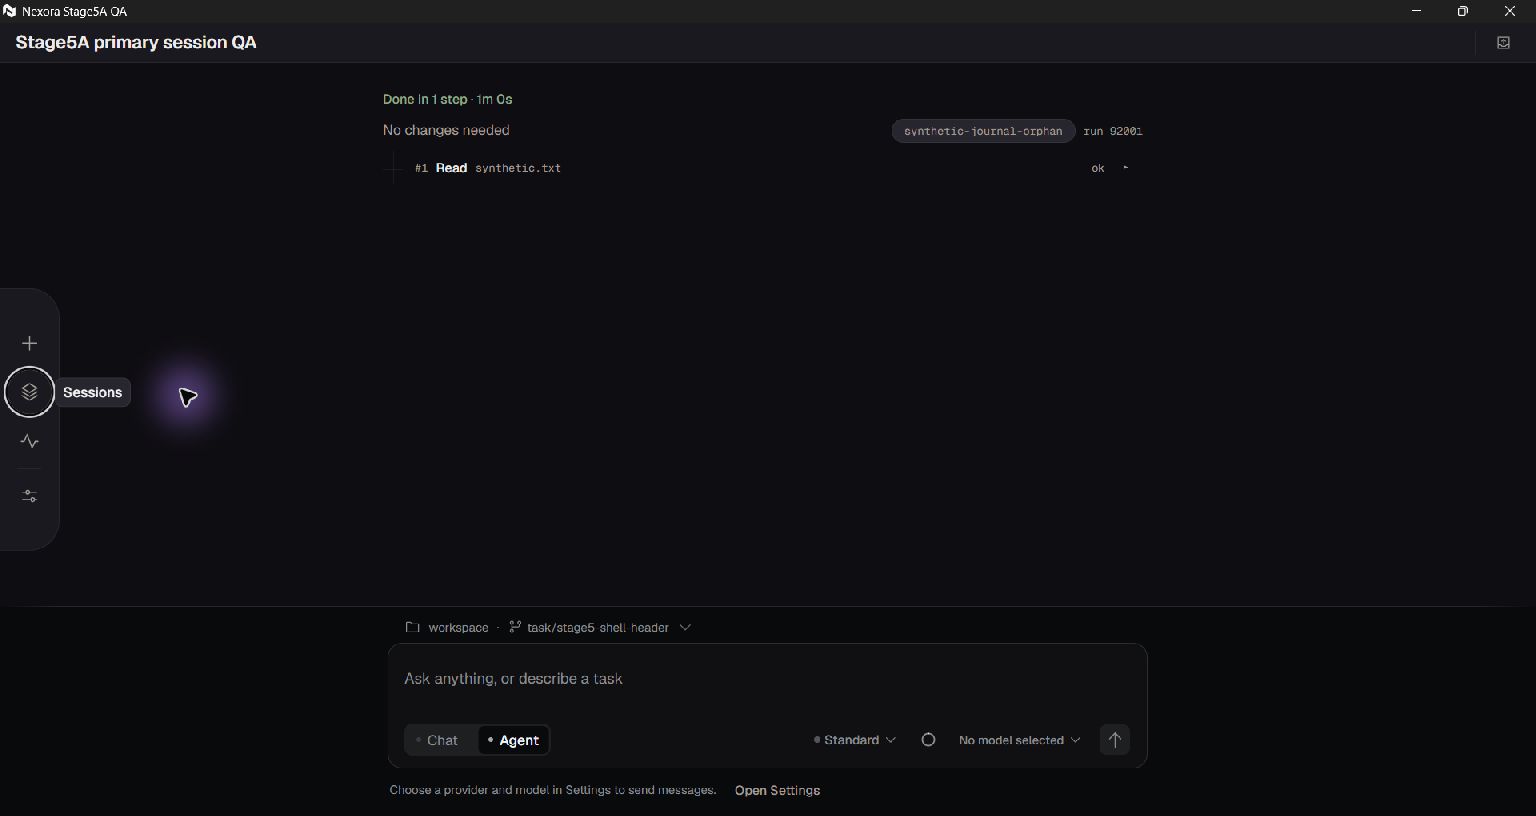 Nexora Stage5A QA
Stage5A primary session QA
Done in 1 step · 1m 0s
No changes needed
synthetic-journal-orphan run 92001
#1 Read synthetic.txt ok
Sessions
workspace · task/stage5-shell-header
Ask anything, or describe a task
Chat Agent Standard No model selected
Choose a provider and model in Settings to send messages. Open Settings